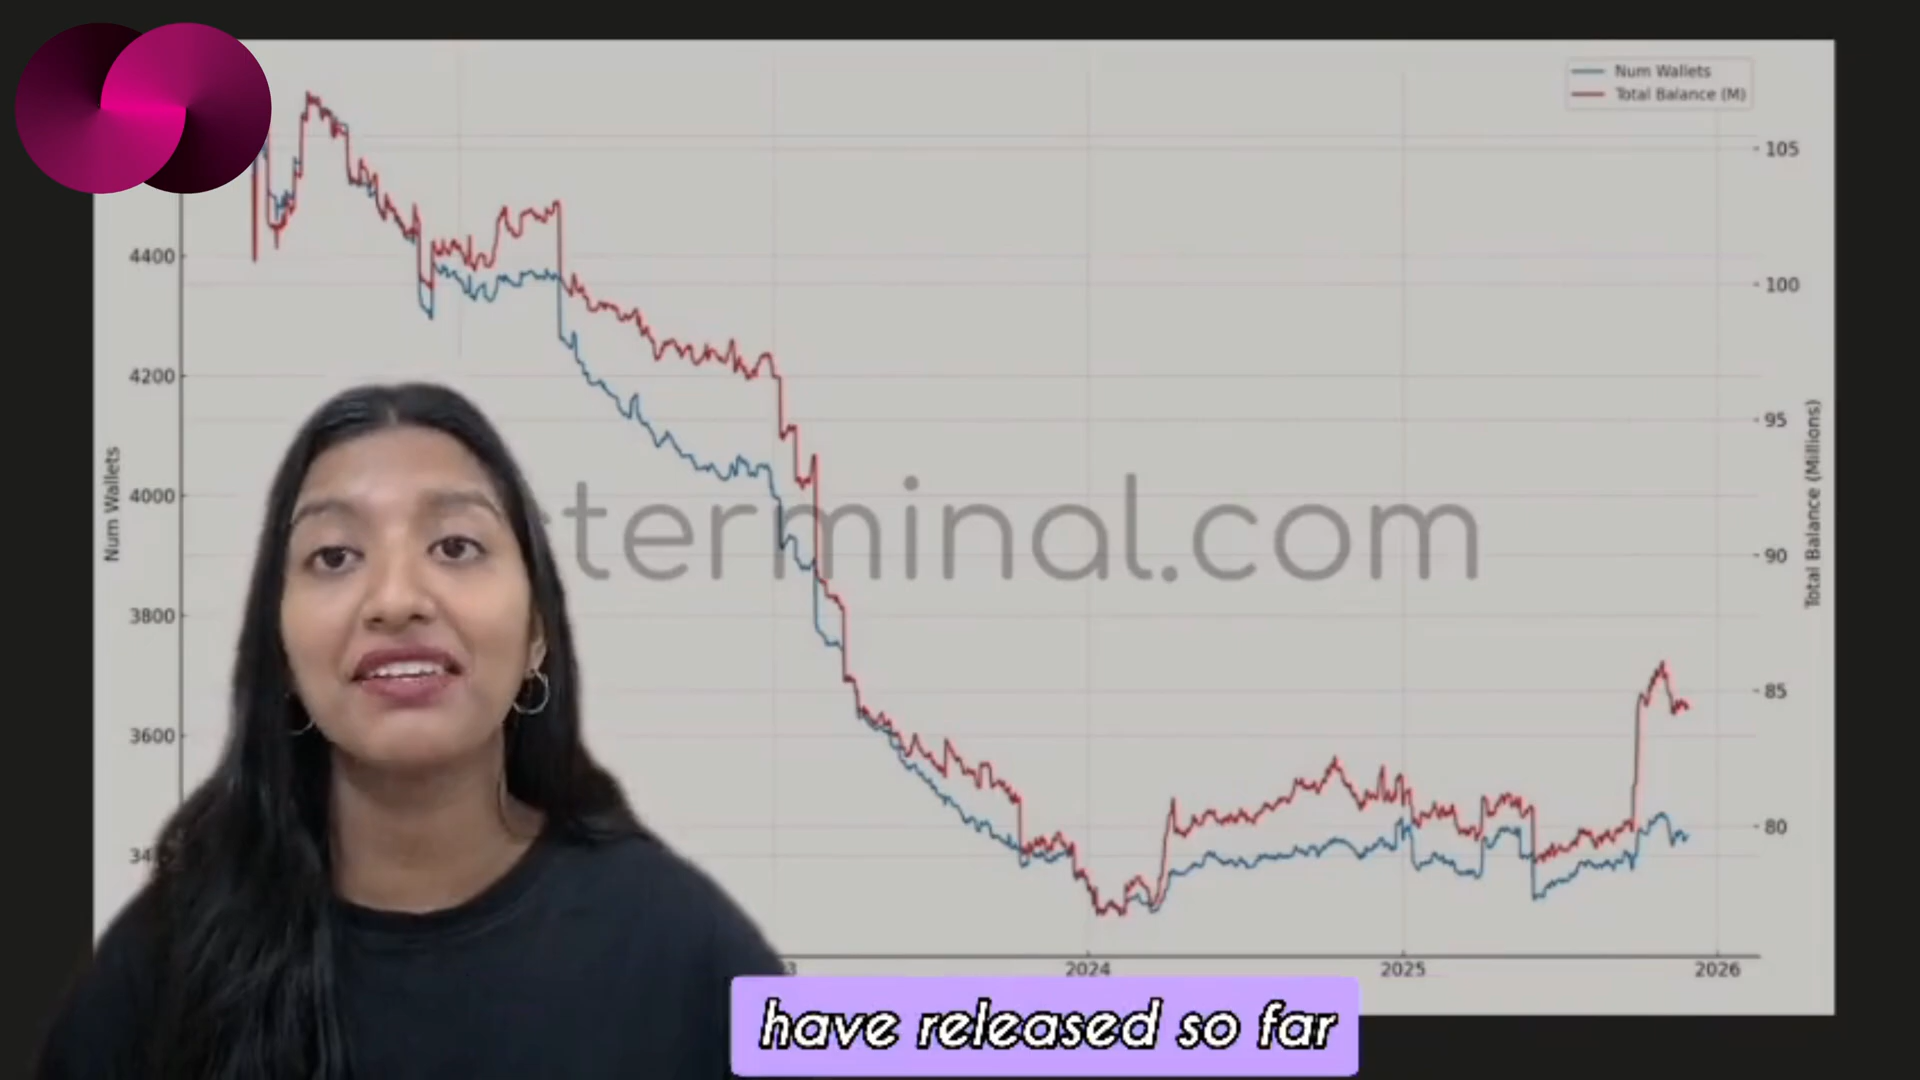 Num Wallets
Total Balance (M)
105
4400
100
4200
95
Num Wallets
4000
terminal.com
90
Total Balance (Millions)
3800
85
3600
80
2024
2025
2026
have released so far